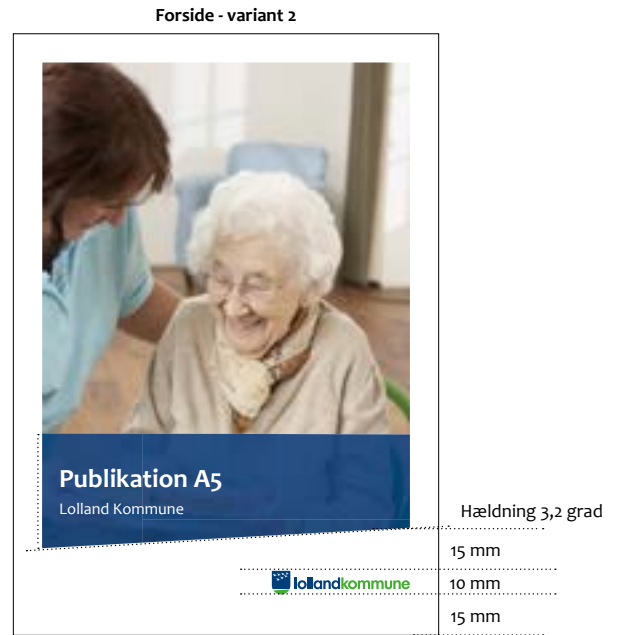 Forside - variant 2
Publikation A5
Lolland Kommune
Hældning 3,2 grad
15 mm
lollandkommune
10 mm
15 mm